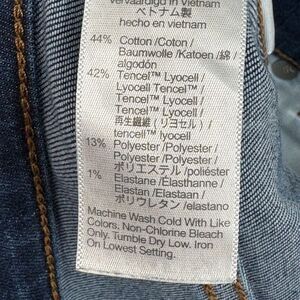 vervaardigd in Vietnam
ベトナム製
hecho en vietnam
44% Cotton /Coton /
Baumwolle /Katoen /綿 /
algodón
42% Tencel™ Lyocell /
Lyocell Tencel™ /
Tencel™ Lyocell /
Tencel™ Lyocell /
再生繊維 (リヨセル) /
tencel™ lyocell
13% Polyester /Polyester /
Polyester /Polyester /
ポリエステル /poliéster
1% Elastane /Élasthanne /
Elastan /Elastaan /
ポリウレタン /elastano
Machine Wash Cold With Like
Colors. Non-Chlorine Bleach
Only. Tumble Dry Low. Iron
On Lowest Setting.